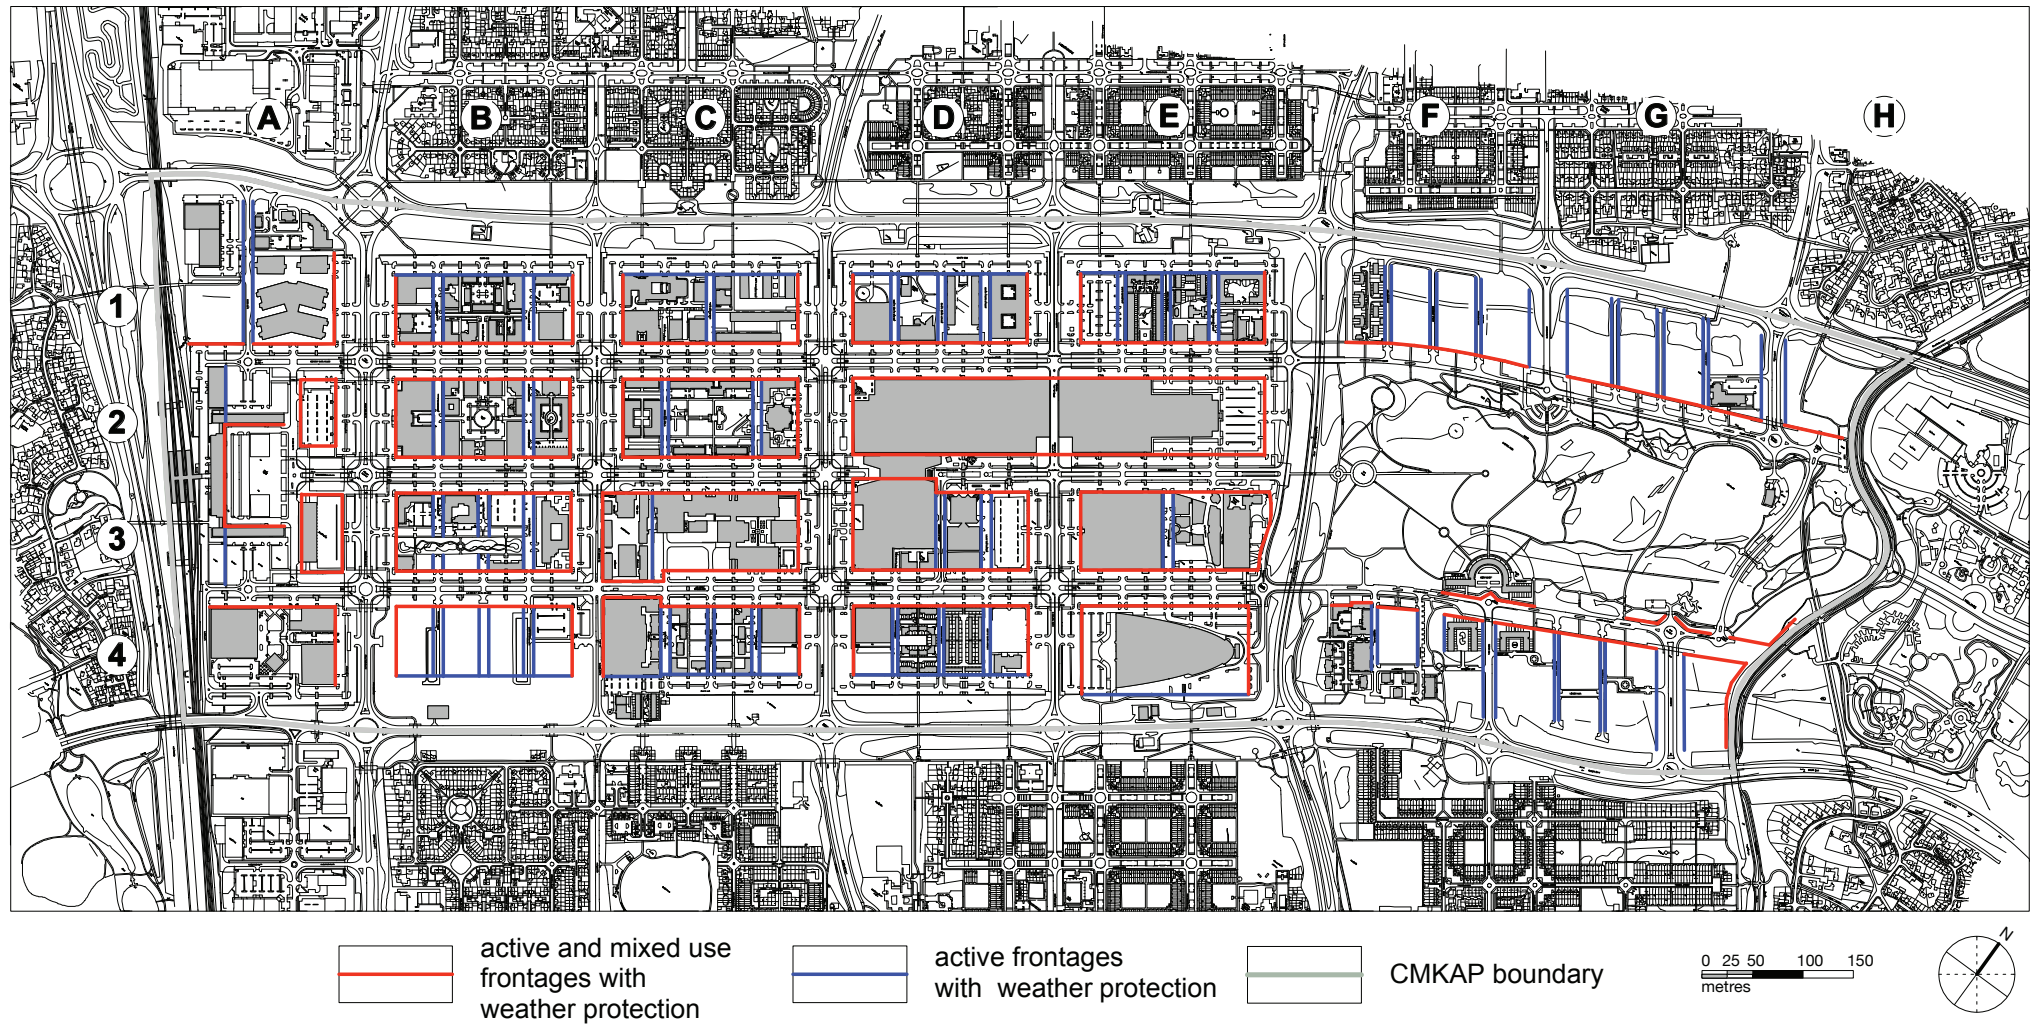 A B C D E F G H
1
2
3
4
active and mixed use
frontages with
weather protection
active frontages
with weather protection
CMKAP boundary
0 25 50 100 150
metres
N